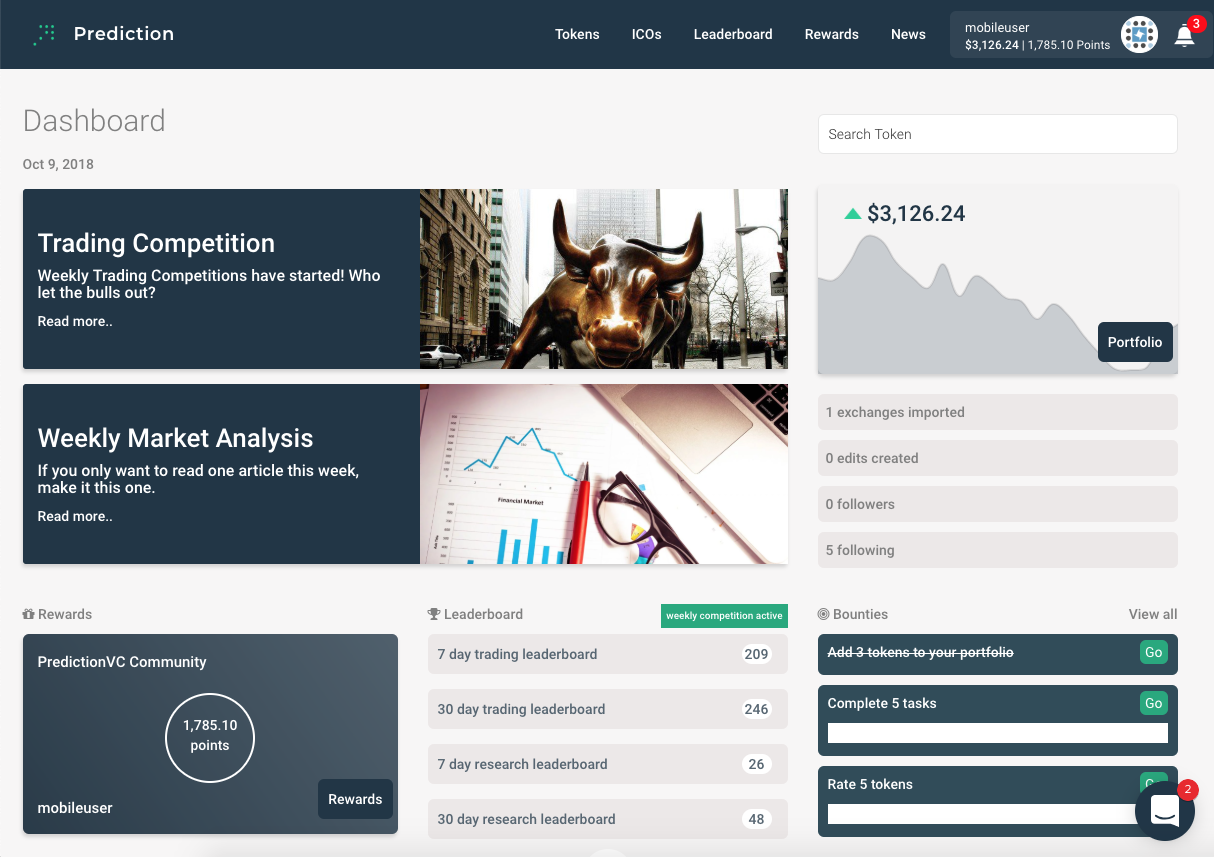 Prediction
Tokens
ICOs
Leaderboard
Rewards
News
mobileuser
$3,126.24 | 1,785.10 Points
3
Dashboard
Oct 9, 2018
Search Token
Trading Competition
Weekly Trading Competitions have started! Who
let the bulls out?
Read more..
$3,126.24
Portfolio
Weekly Market Analysis
If you only want to read one article this week,
make it this one.
Read more..
Financial Market
1 exchanges imported
0 edits created
0 followers
5 following
Rewards
PredictionVC Community
1,785.10
points
mobileuser
Rewards
Leaderboard
weekly competition active
7 day trading leaderboard
209
30 day trading leaderboard
246
7 day research leaderboard
26
30 day research leaderboard
48
Bounties
View all
Add 3 tokens to your portfolio
Go
Complete 5 tasks
Go
Rate 5 tokens
2